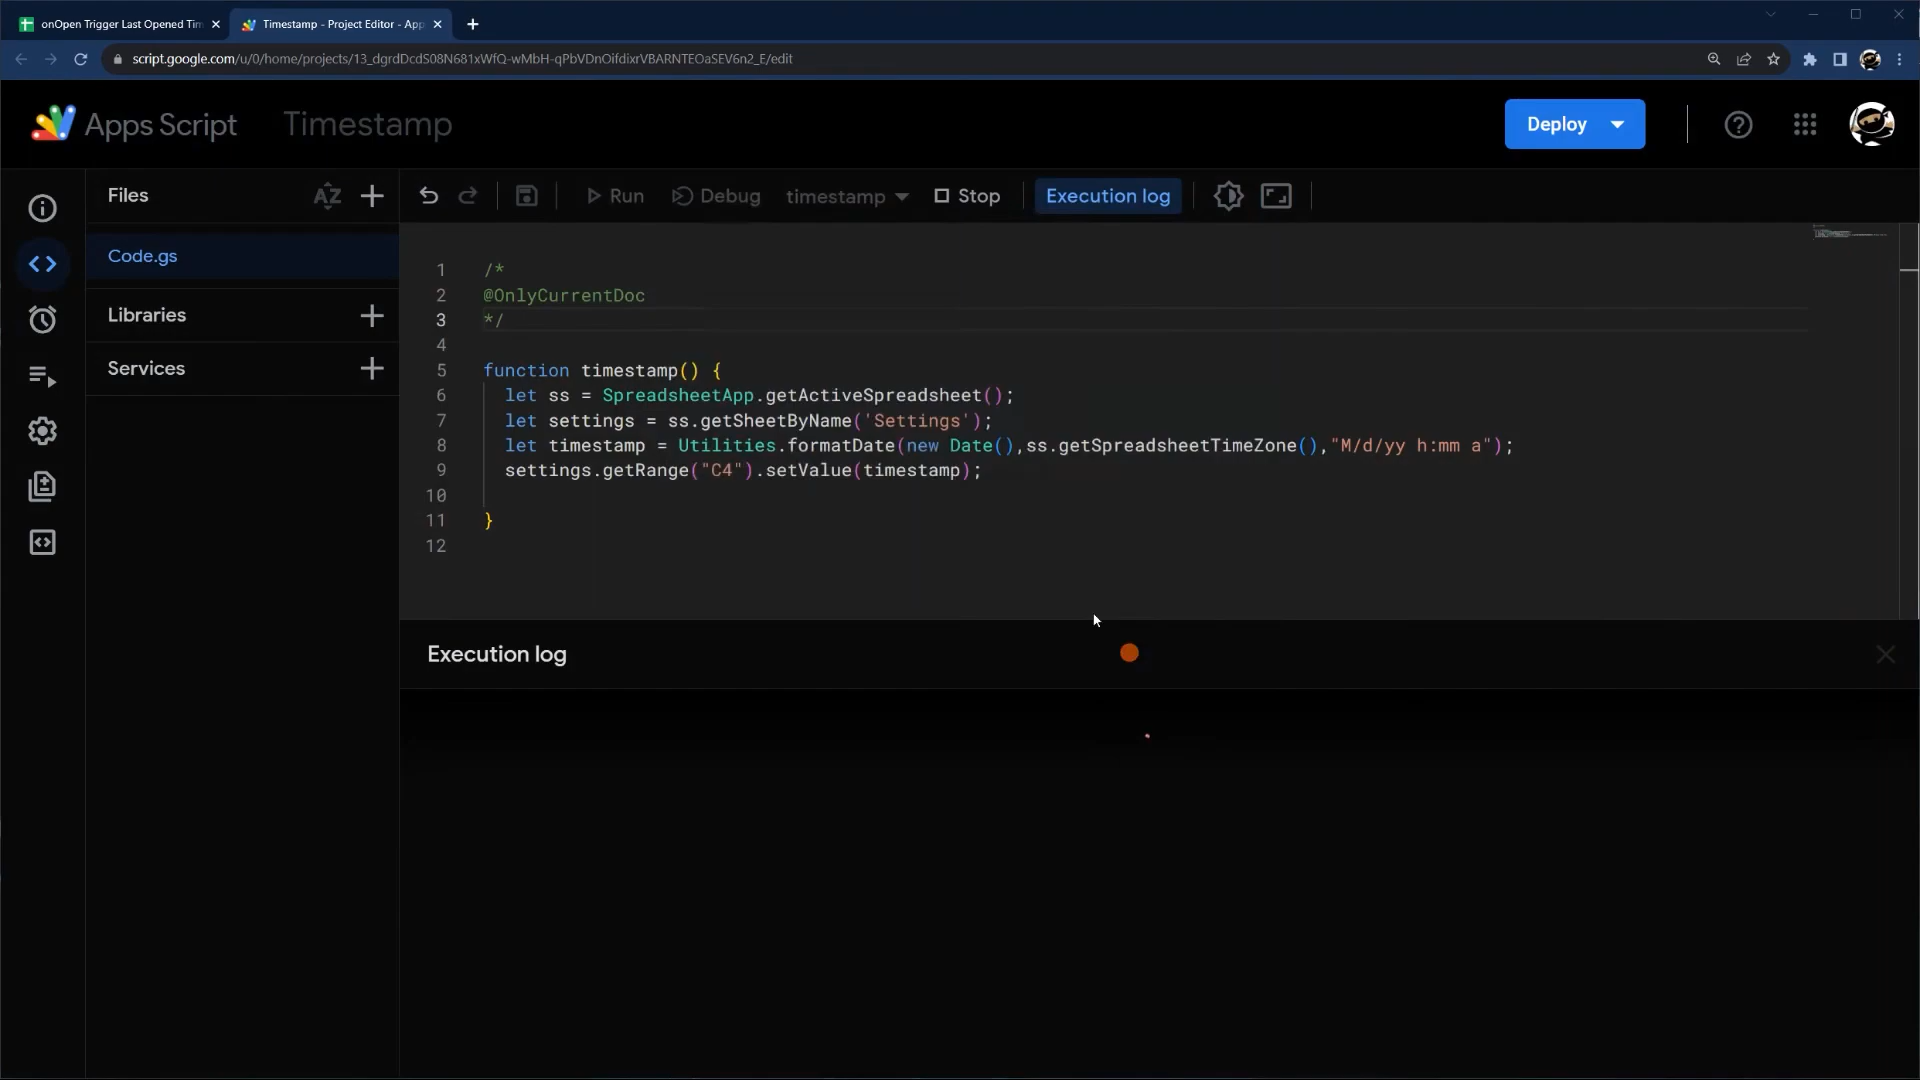 onOpen Trigger Last Opened Tim
Timestamp - Project Editor - App
script.google.com/u/0/home/projects/13_dgrdDcdS08N681xWfQ-wMbH-qPbVDnOifdixrVBARNTEOaSEV6n2_E/edit
Apps Script Timestamp
Deploy
Files
Run Debug timestamp Stop Execution log
Code.gs
Libraries
Services
1 /*
2 @OnlyCurrentDoc
3 */
4
5 function timestamp() {
6 let ss = SpreadsheetApp.getActiveSpreadsheet();
7 let settings = ss.getSheetByName('Settings');
8 let timestamp = Utilities.formatDate(new Date(),ss.getSpreadsheetTimeZone(),"M/d/yy h:mm a");
9 settings.getRange("C4").setValue(timestamp);
10
11 }
12
Execution log